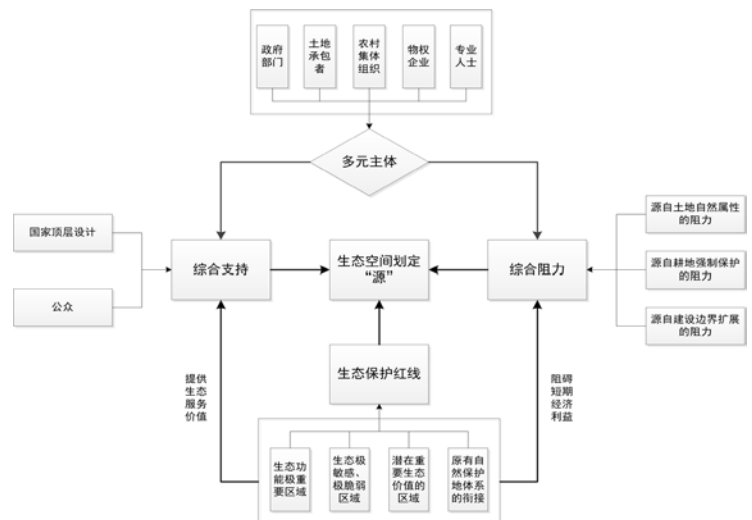 政府
部门
土地
承包
者
农村
集体
组织
物权
企业
专业
人士
多元主体
国家顶层设计
公众
综合支持
生态空间划定
“源”
综合阻力
源自土地自然属性
的阻力
源自耕地强制保护
的阻力
源自建设边界扩展
的阻力
提供
生态
服务
价值
生态保护红线
阻碍
短期
经济
利益
生态功
能极重
要区域
生态极
敏感、
极脆弱
区域
潜在重
要生态
价值的
区域
原有自
然保护
地体系
的衔接